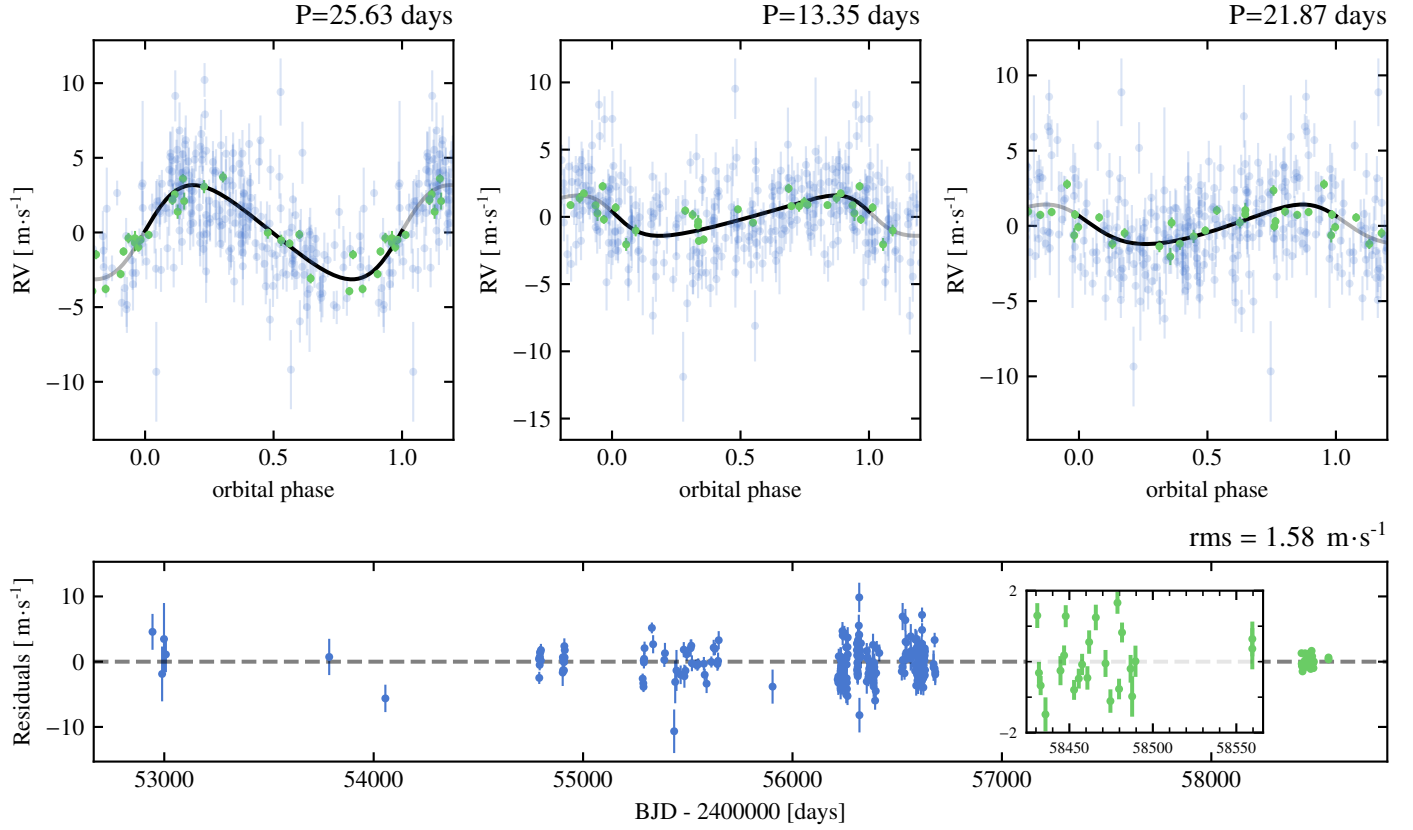 P=25.63 days P=13.35 days P=21.87 days
10 10 10
5 5 5
0 0 0
−5 −5 −5
−10 −10 −10
−15
RV [ m·s⁻¹] RV [ m·s⁻¹] RV [ m·s⁻¹]
0.0 0.5 1.0 0.0 0.5 1.0 0.0 0.5 1.0
orbital phase orbital phase orbital phase
rms = 1.58 m·s⁻¹
Residuals [ m·s⁻¹]
10
0
−10
2
−2
58450 58500 58550
53000 54000 55000 56000 57000 58000
BJD - 2400000 [days]